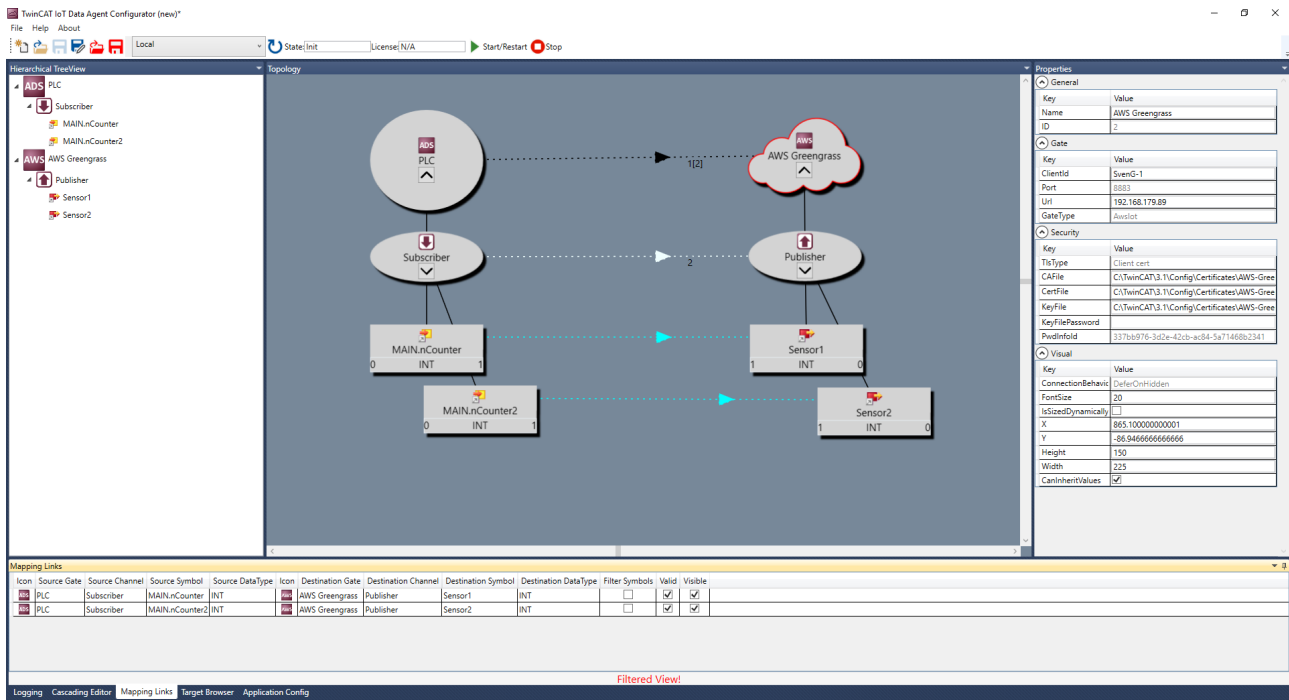 TwinCAT IoT Data Agent Configurator (new)*
File Help About
Local State: Init License: N/A Start/Restart Stop
Hierarchical TreeView
ADS PLC
Subscriber
MAIN.nCounter
MAIN.nCounter2
AWS AWS Greengrass
Publisher
Sensor1
Sensor2
Topology
ADS
PLC
AWS
AWS Greengrass
1[2]
Subscriber
Publisher
2
MAIN.nCounter
0 INT 1
Sensor1
1 INT 0
MAIN.nCounter2
0 INT 1
Sensor2
1 INT 0
Properties
General
Key Value
Name AWS Greengrass
ID 2
Gate
Key Value
ClientId SvenG-1
Port 8883
Url 192.168.179.89
GateType AwsIot
Security
Key Value
TlsType Client cert
CAFile C:\TwinCAT\3.1\Config\Certificates\AWS-Gree
CertFile C:\TwinCAT\3.1\Config\Certificates\AWS-Gree
KeyFile C:\TwinCAT\3.1\Config\Certificates\AWS-Gree
KeyFilePassword
PwdInfoId 337bb976-3d2e-42cb-ac84-5a71468b2341
Visual
Key Value
ConnectionBehavic DeferOnHidden
FontSize 20
IsSizedDynamically
X 865.100000000001
Y -86.9466666666666
Height 150
Width 225
CanInheritValues
Mapping Links
Icon Source Gate Source Channel Source Symbol Source DataType Icon Destination Gate Destination Channel Destination Symbol Destination DataType Filter Symbols Valid Visible
ADS PLC Subscriber MAIN.nCounter INT AWS AWS Greengrass Publisher Sensor1 INT
ADS PLC Subscriber MAIN.nCounter2 INT AWS AWS Greengrass Publisher Sensor2 INT
Filtered View!
Logging Cascading Editor Mapping Links Target Browser Application Config